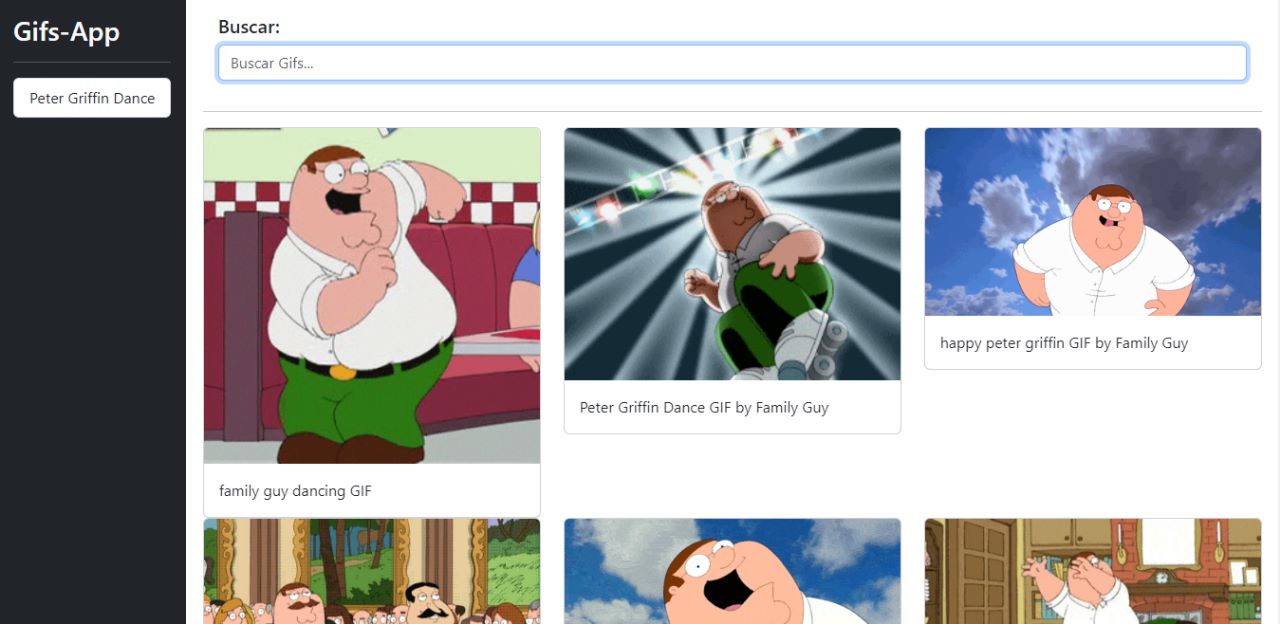 Gifs-App
Peter Griffin Dance
Buscar:
Buscar Gifs...
family guy dancing GIF
Peter Griffin Dance GIF by Family Guy
happy peter griffin GIF by Family Guy